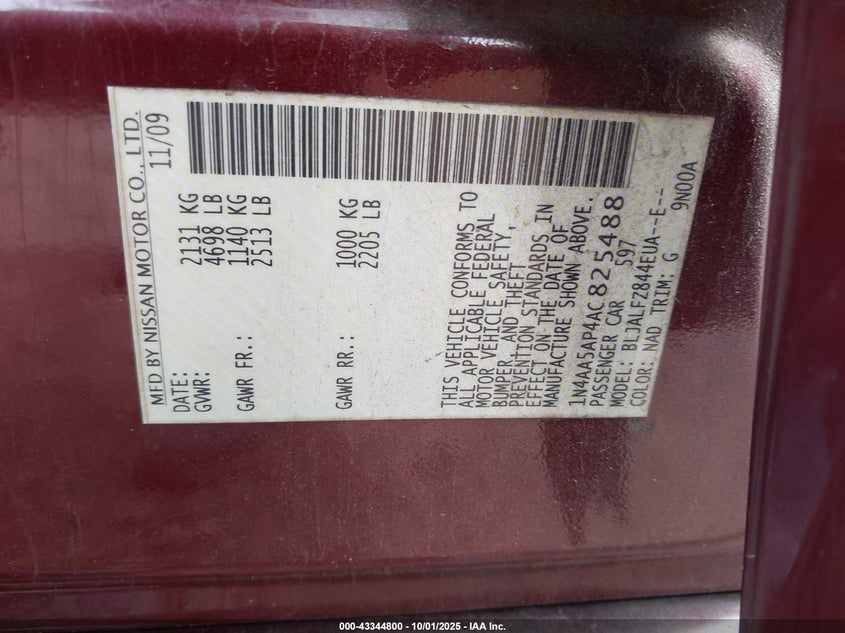 MFD BY NISSAN MOTOR CO., LTD.
DATE: 11/09
GVWR: 2131 KG
4698 LB
GAWR FR.: 1140 KG
2513 LB
GAWR RR.: 1000 KG
2205 LB
THIS VEHICLE CONFORMS TO
ALL APPLICABLE FEDERAL
MOTOR VEHICLE SAFETY,
BUMPER, AND THEFT
PREVENTION STANDARDS IN
EFFECT ON THE DATE OF
MANUFACTURE SHOWN ABOVE.
1N4AA5AP4AC825488
PASSENGER CAR 597
MODEL: BLJALFZ844EUA--E--
COLOR: NAD TRIM: G 9N00A
000-43344800 - 10/01/2025 - IAA Inc.